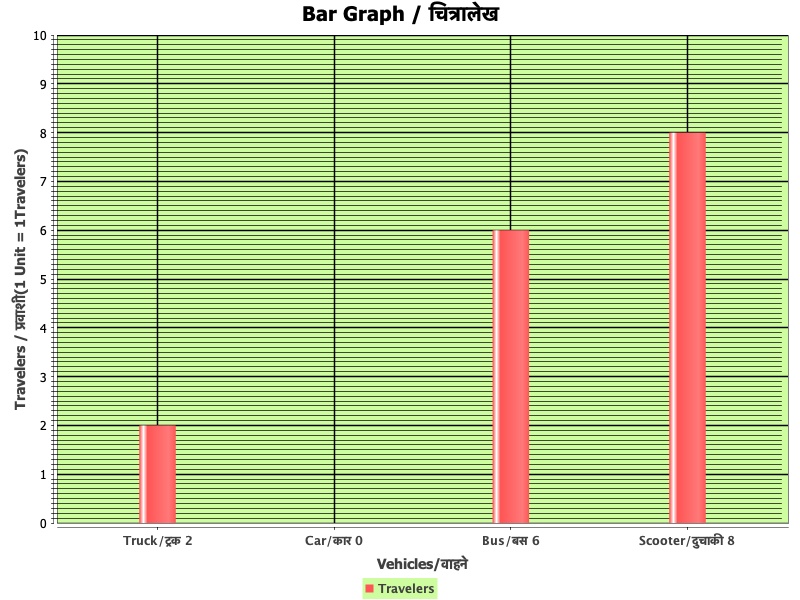 Bar Graph / चित्रालेख
Travelers / प्रवाशी(1 Unit = 1Travelers)
10
9
8
7
6
5
4
3
2
1
0
Truck/ट्रक 2 Car/कार 0 Bus/बस 6 Scooter/दुचाकी 8
Vehicles/वाहने
Travelers